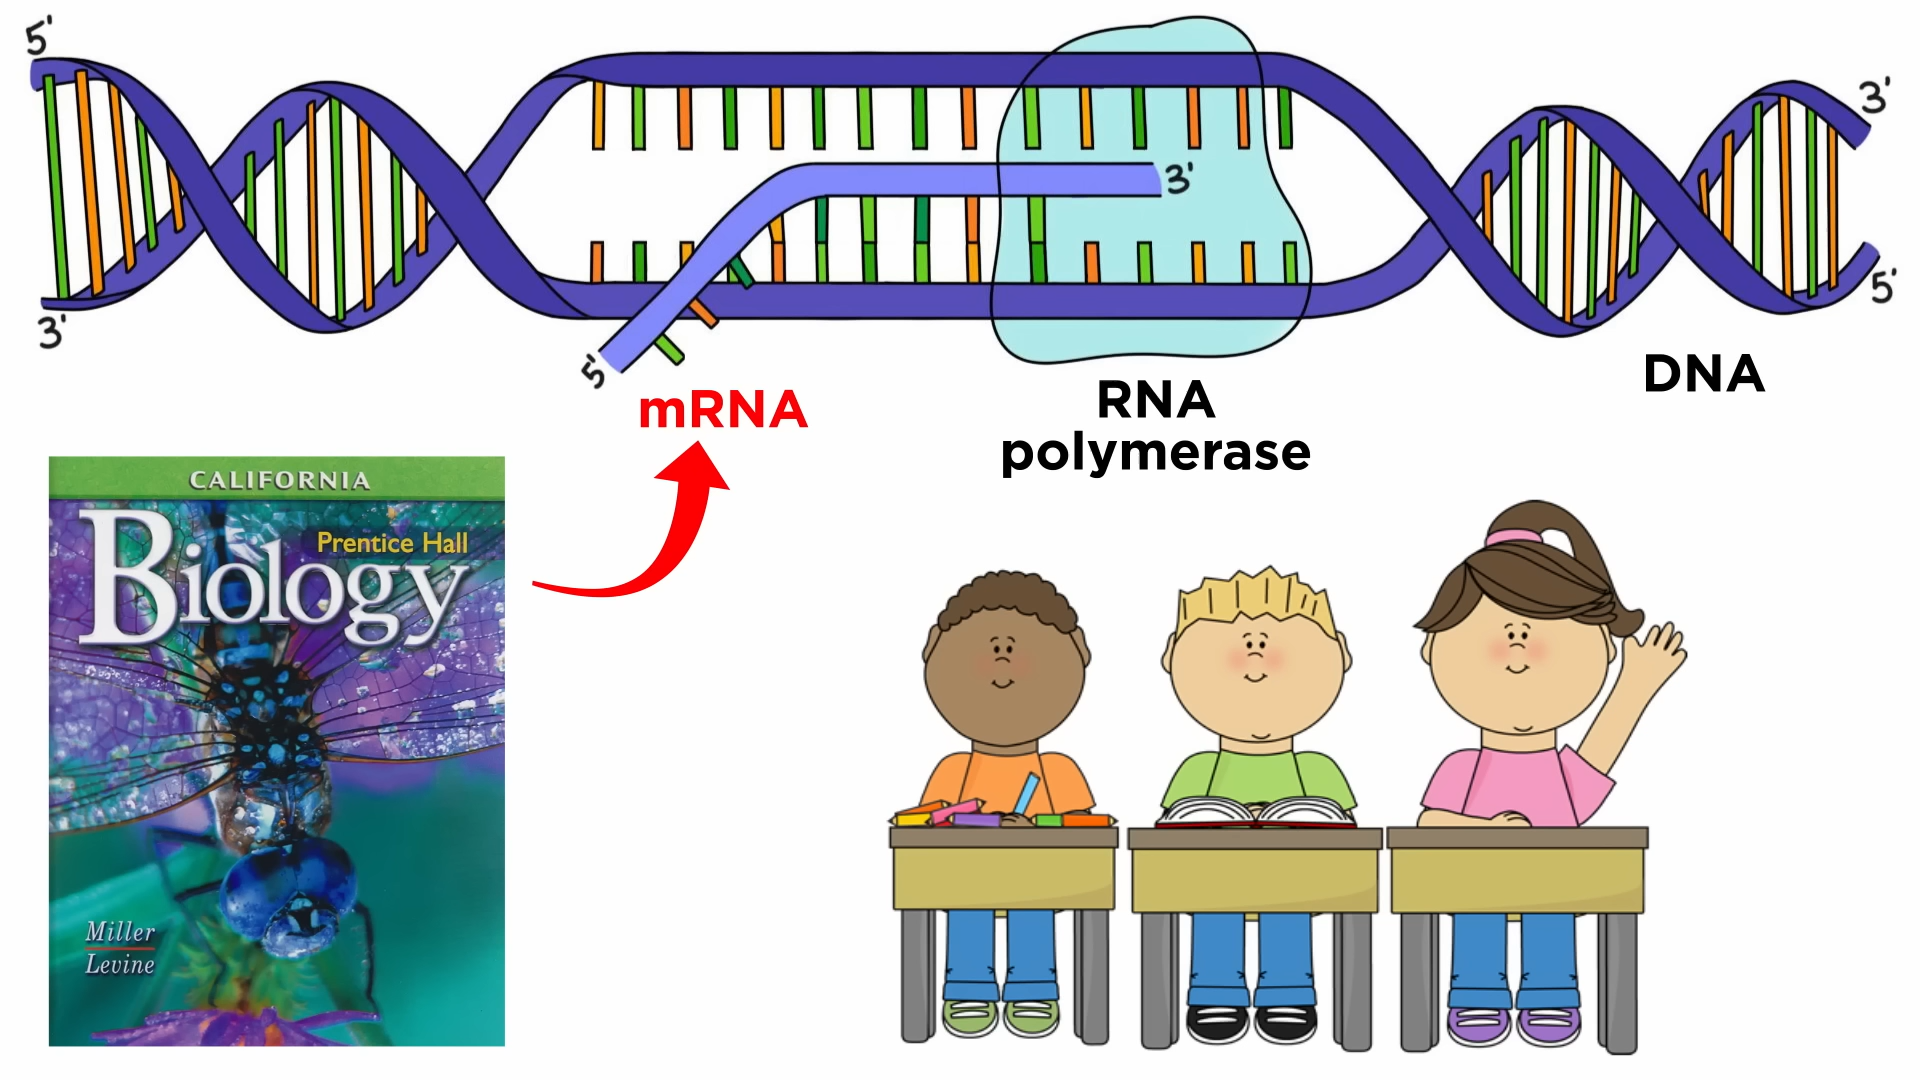 5'
3'
3'
3'
5'
5'
DNA
mRNA
RNA
polymerase
CALIFORNIA
Prentice Hall
Biology
Miller
Levine